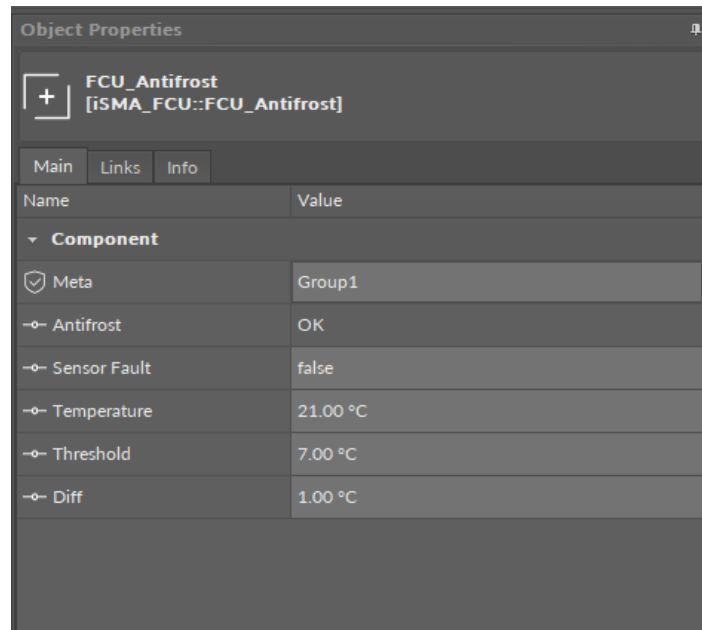 Object Properties
FCU_Antifrost
[iSMA_FCU::FCU_Antifrost]
Main Links Info
Name Value
Component
Meta Group1
Antifrost OK
Sensor Fault false
Temperature 21.00 °C
Threshold 7.00 °C
Diff 1.00 °C